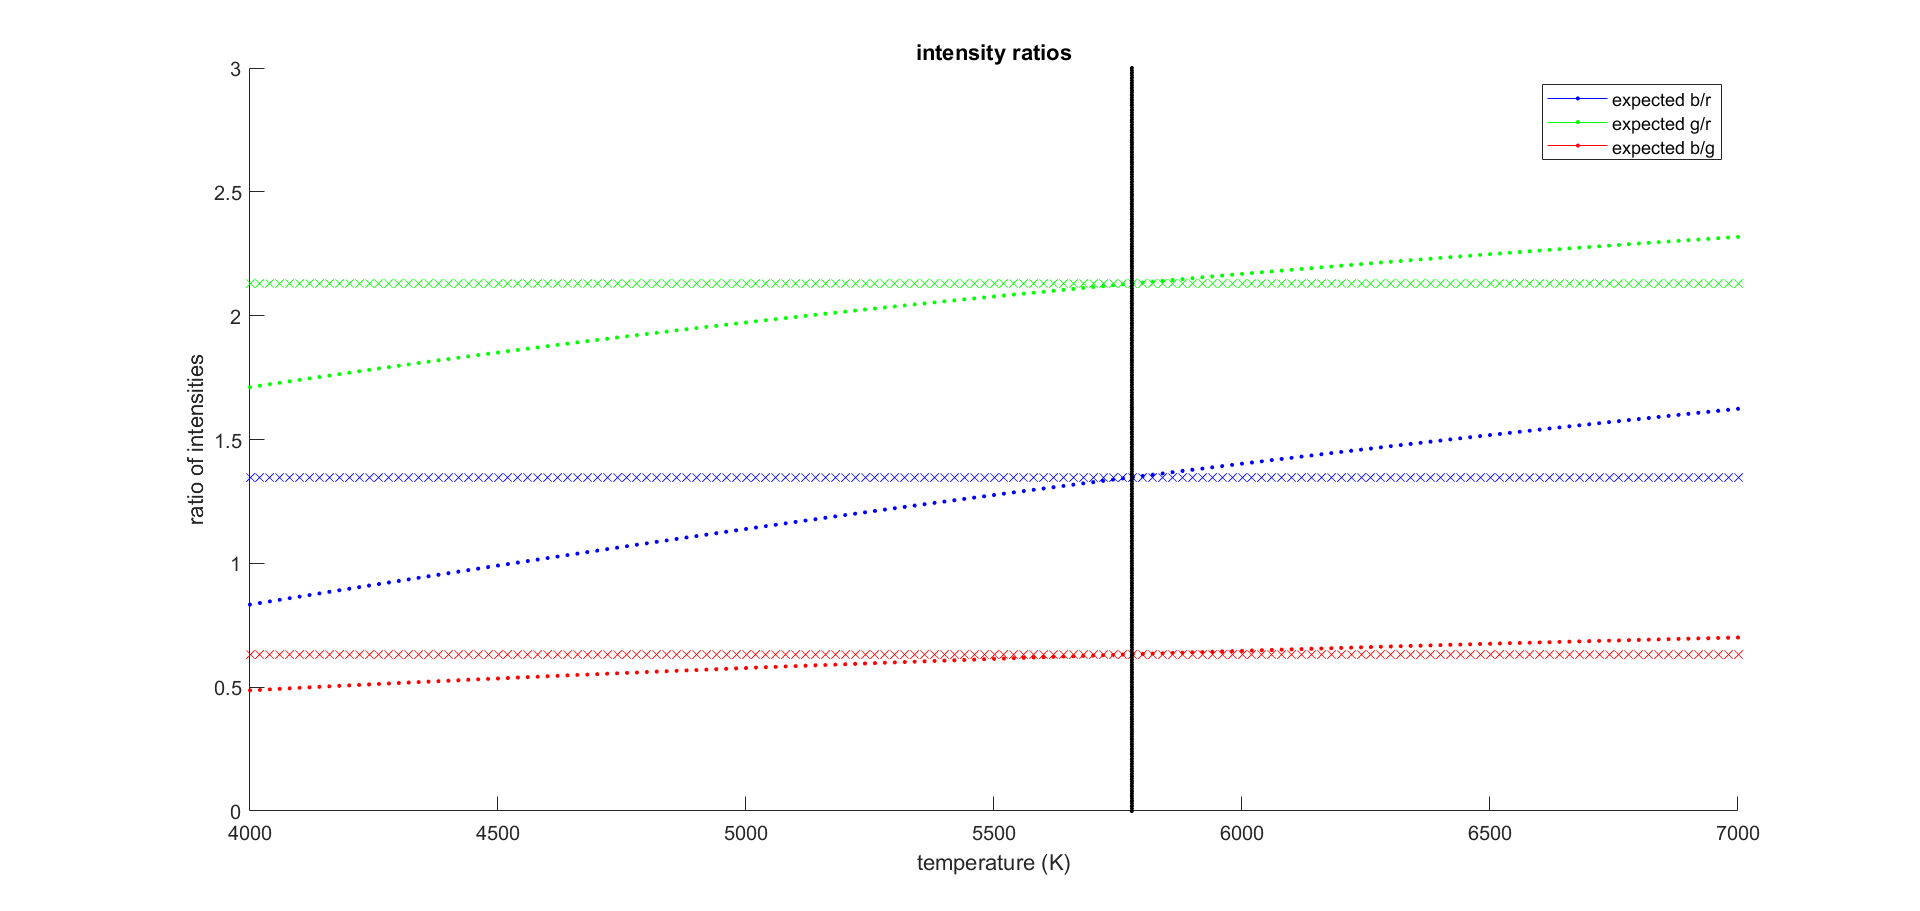 intensity ratios
3
2.5
2
1.5
1
0.5
0
ratio of intensities
expected b/r
expected g/r
expected b/g
4000 4500 5000 5500 6000 6500 7000
temperature (K)